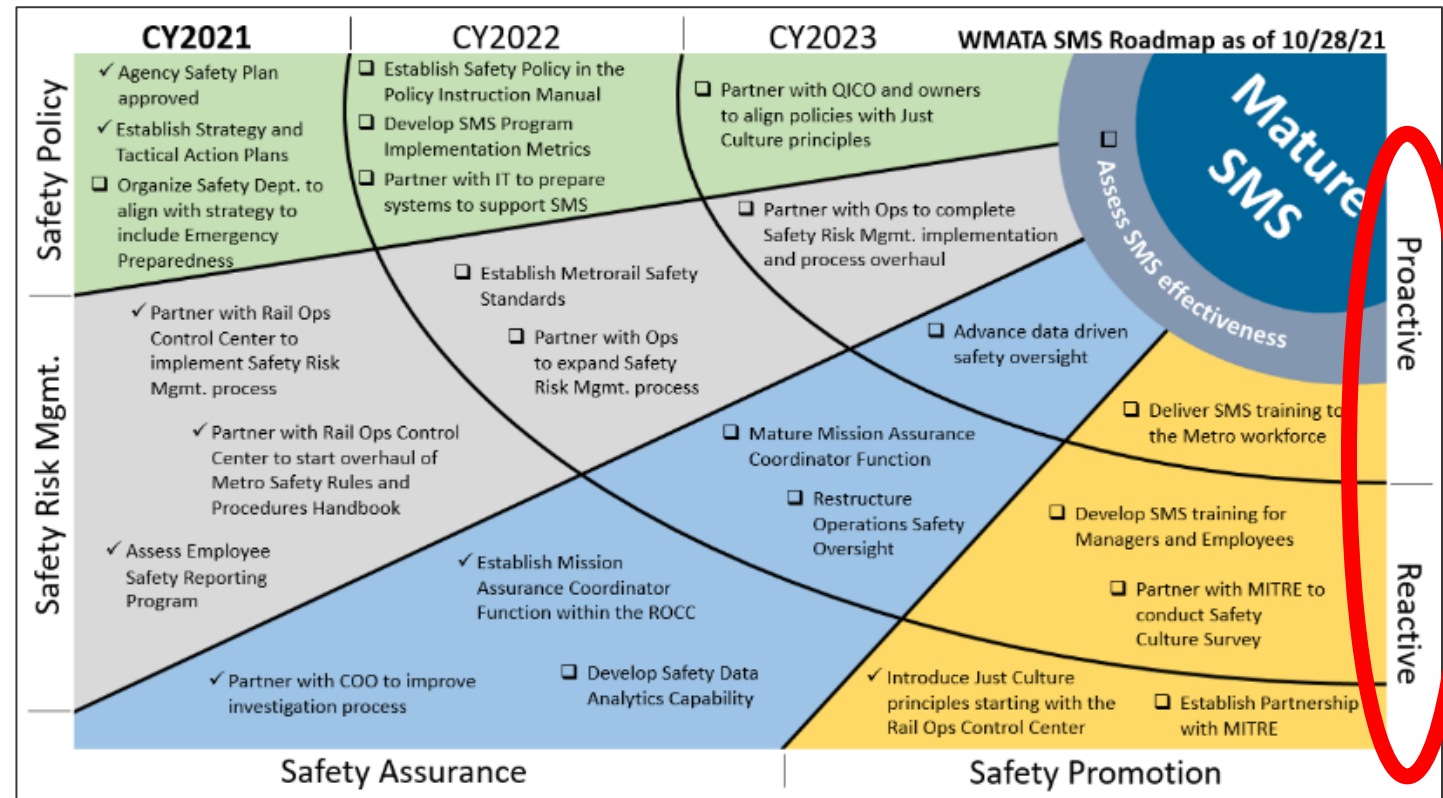 CY2021
CY2022
CY2023
WMATA SMS Roadmap as of 10/28/21
Safety Policy
✓ Agency Safety Plan
approved
✓ Establish Strategy and
Tactical Action Plans
❑ Organize Safety Dept. to
align with strategy to
include Emergency
Preparedness
❑ Establish Safety Policy in the
Policy Instruction Manual
❑ Develop SMS Program
Implementation Metrics
❑ Partner with IT to prepare
systems to support SMS
❑ Partner with QICO and owners
to align policies with Just
Culture principles
Safety Risk Mgmt.
✓ Partner with Rail Ops
Control Center to
implement Safety Risk
Mgmt. process
✓ Partner with Rail Ops Control
Center to start overhaul of
Metro Safety Rules and
Procedures Handbook
✓ Assess Employee
Safety Reporting
Program
❑ Establish Metrorail Safety
Standards
❑ Partner with Ops
to expand Safety
Risk Mgmt. process
❑ Partner with Ops to complete
Safety Risk Mgmt. implementation
and process overhaul
Safety Assurance
✓ Partner with COO to improve
investigation process
✓ Establish Mission
Assurance Coordinator
Function within the ROCC
❑ Develop Safety Data
Analytics Capability
❑ Mature Mission Assurance
Coordinator Function
❑ Restructure
Operations Safety
Oversight
❑ Advance data driven
safety oversight
Safety Promotion
✓ Introduce Just Culture
principles starting with the
Rail Ops Control Center
❑ Establish Partnership
with MITRE
❑ Develop SMS training for
Managers and Employees
❑ Partner with MITRE to
conduct Safety
Culture Survey
❑ Deliver SMS training to
the Metro workforce
❑ Assess SMS effectiveness
Mature
SMS
Proactive
Reactive